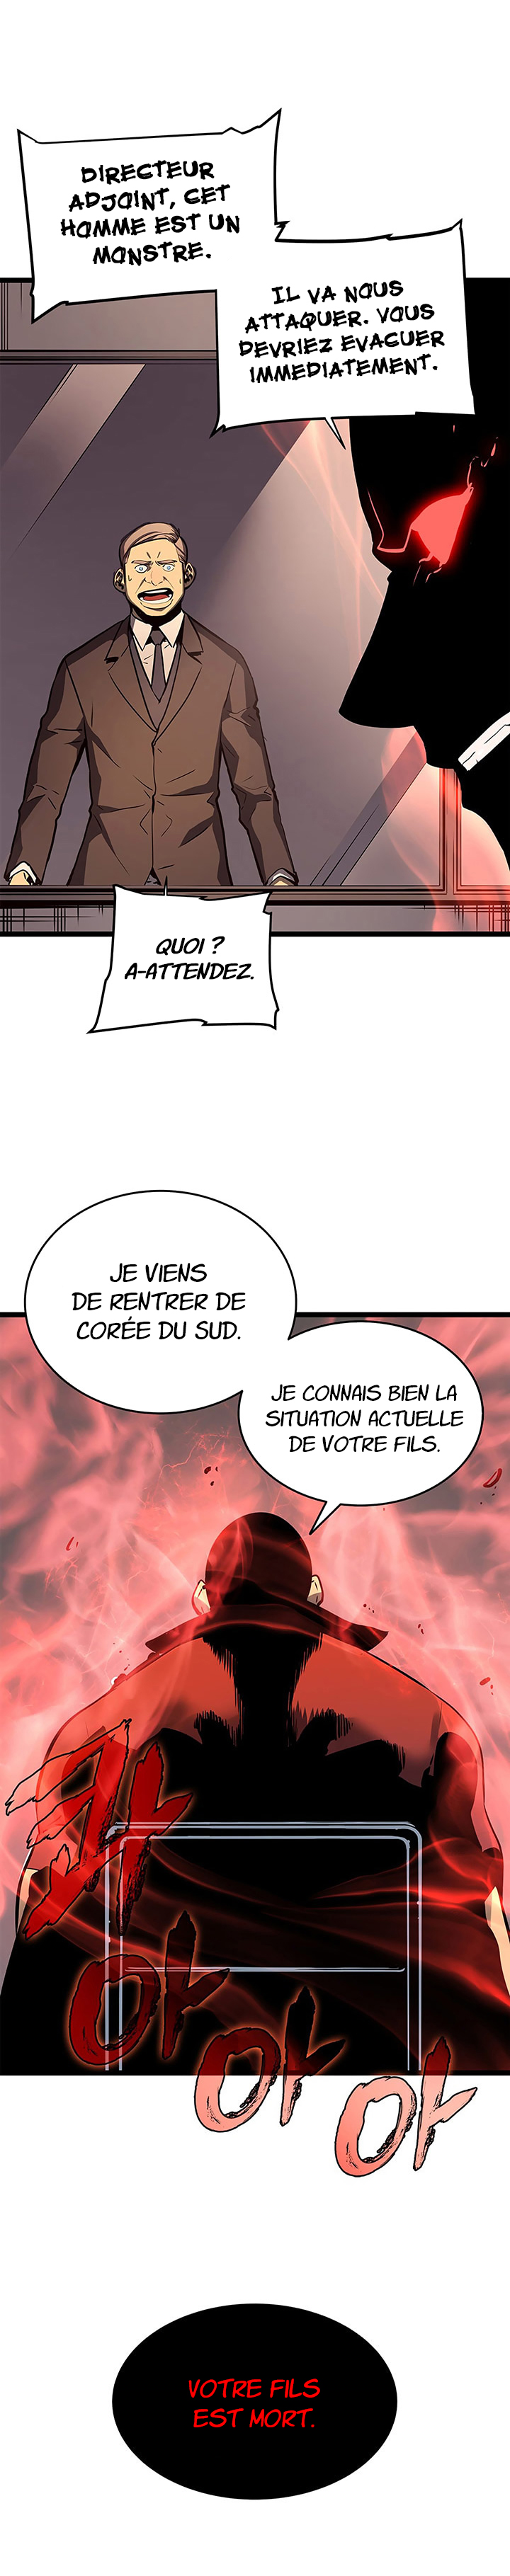 DIRECTEUR
ADJOINT, CET
HOMME EST UN
MONSTRE.
IL VA NOUS
ATTAQUER. VOUS
DEVRIEZ EVACUER
IMMEDIATEMENT.
QUOI ?
A-ATTENDEZ.
JE VIENS
DE RENTRER DE
CORÉE DU SUD.
JE CONNAIS BIEN LA
SITUATION ACTUELLE
DE VOTRE FILS.
콰
아
아
아
VOTRE FILS
EST MORT.